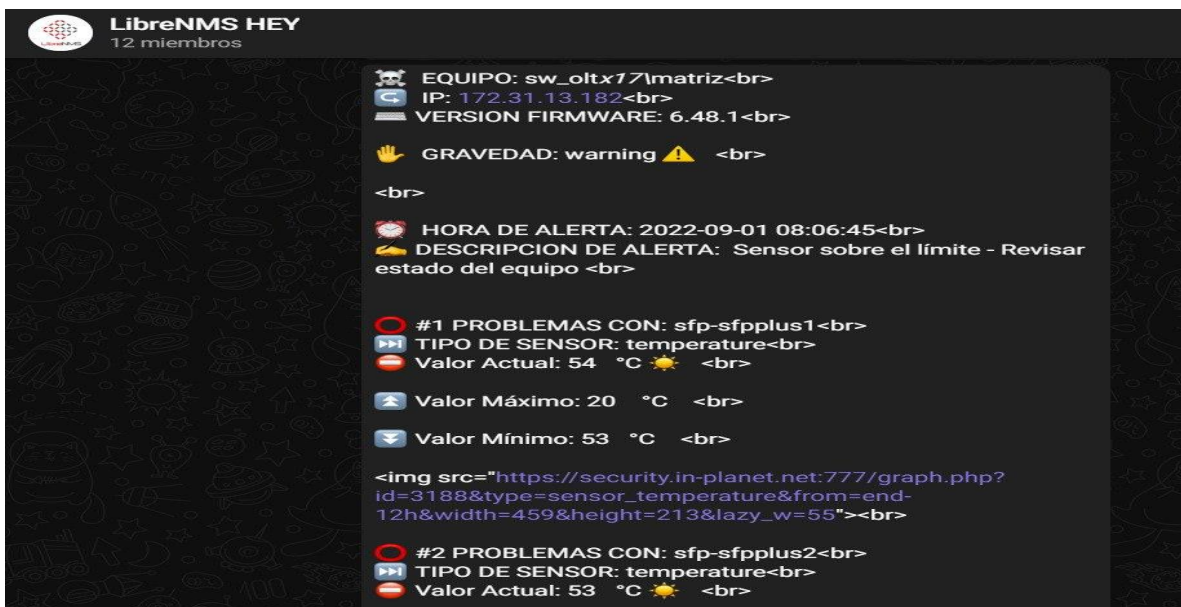 LibreNMS HEY
12 miembros
LibreNMS
☠️ EQUIPO: sw_oltx17\matriz<br>
↪️ IP: 172.31.13.182<br>
⌨️ VERSION FIRMWARE: 6.48.1<br>
🖐 GRAVEDAD: warning ⚠️ <br>
<br>
⏰ HORA DE ALERTA: 2022-09-01 08:06:45<br>
✍️ DESCRIPCION DE ALERTA: Sensor sobre el límite - Revisar
estado del equipo <br>
⭕ #1 PROBLEMAS CON: sfp-sfpplus1<br>
⏭ TIPO DE SENSOR: temperature<br>
⛔ Valor Actual: 54 °C ☀️ <br>
⏫ Valor Máximo: 20 °C <br>
⏬ Valor Mínimo: 53 °C <br>
<img src="https://security.in-planet.net:777/graph.php?
id=3188&type=sensor_temperature&from=end-
12h&width=459&height=213&lazy_w=55"><br>
⭕ #2 PROBLEMAS CON: sfp-sfpplus2<br>
⏭ TIPO DE SENSOR: temperature<br>
⛔ Valor Actual: 53 °C ☀️ <br>